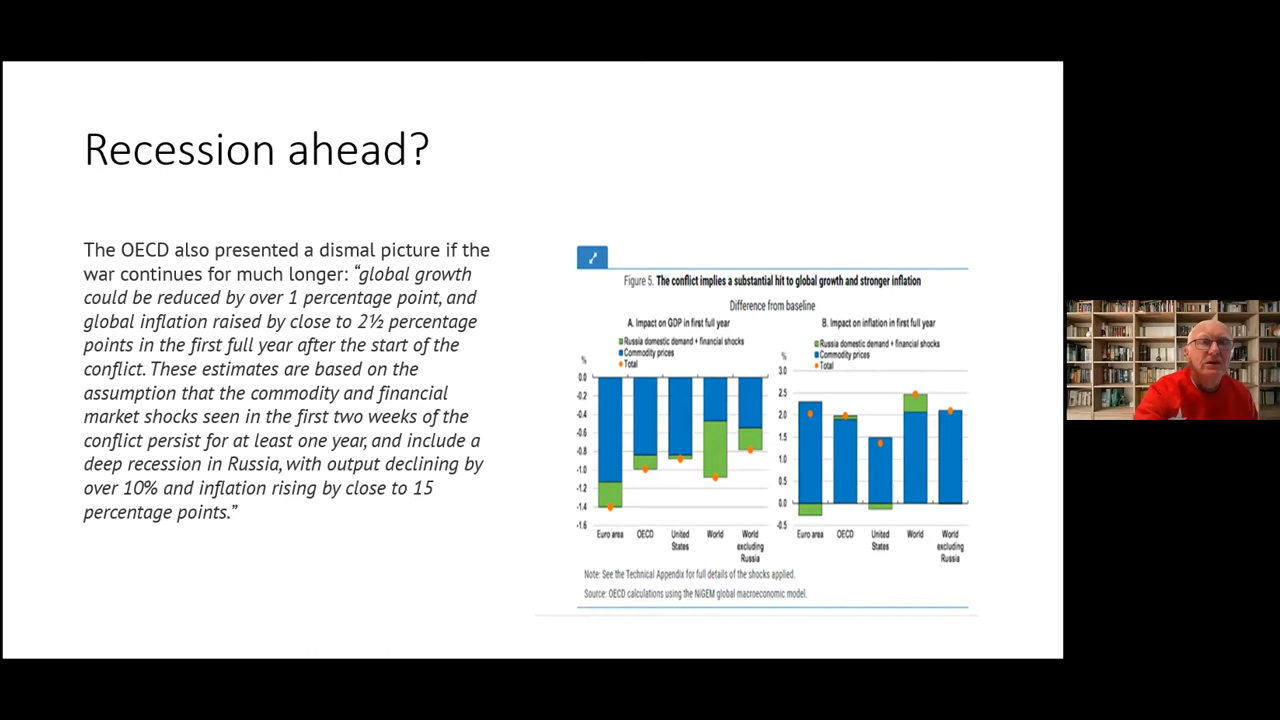 Recession ahead?
The OECD also presented a dismal picture if the
war continues for much longer: “global growth
could be reduced by over 1 percentage point, and
global inflation raised by close to 2½ percentage
points in the first full year after the start of the
conflict. These estimates are based on the
assumption that the commodity and financial
market shocks seen in the first two weeks of the
conflict persist for at least one year, and include a
deep recession in Russia, with output declining by
over 10% and inflation rising by close to 15
percentage points.”
Figure 5. The conflict implies a substantial hit to global growth and stronger inflation
Difference from baseline
A. Impact on GDP in first full year
Russia domestic demand + financial shocks
Commodity prices
Total
%
0.0
-0.2
-0.4
-0.6
-0.8
-1.0
-1.2
-1.4
-1.6
Euro area
OECD
United
States
World
World
excluding
Russia
B. Impact on inflation in first full year
Russia domestic demand + financial shocks
Commodity prices
Total
%
3.0
2.5
2.0
1.5
1.0
0.5
0.0
-0.5
Euro area
OECD
United
States
World
World
excluding
Russia
Note: See the Technical Appendix for full details of the shocks applied.
Source: OECD calculations using the NiGEM global macroeconomic model.